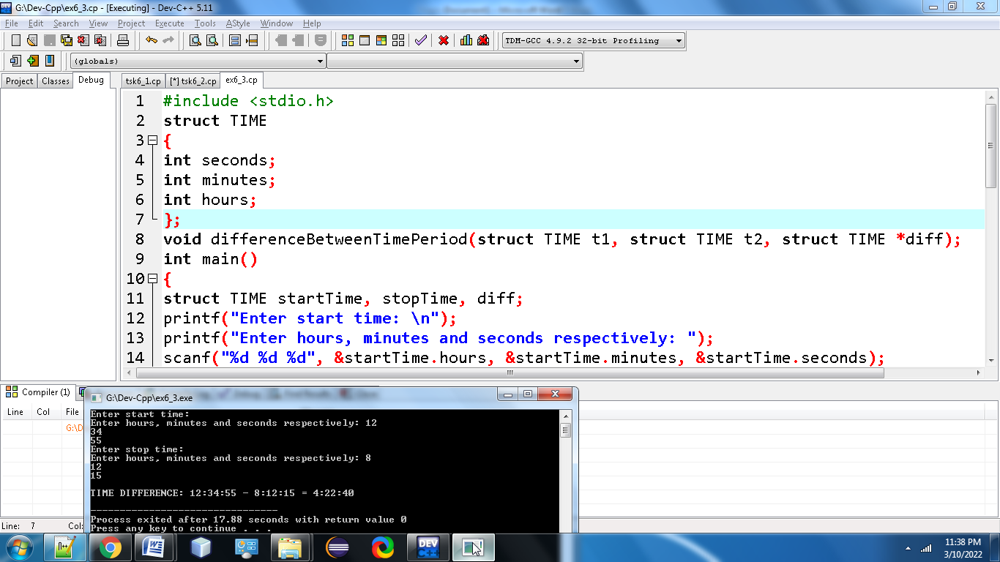 G:\Dev-Cpp\ex6_3.cp - [Executing] - Dev-C++ 5.11
File Edit Search View Project Execute Tools AStyle Window Help
TDM-GCC 4.9.2 32-bit Profiling
(globals)
Project Classes Debug
tsk6_1.cp [*] tsk6_2.cp ex6_3.cp
1 #include <stdio.h>
2 struct TIME
3 {
4 int seconds;
5 int minutes;
6 int hours;
7 };
8 void differenceBetweenTimePeriod(struct TIME t1, struct TIME t2, struct TIME *diff);
9 int main()
10 {
11 struct TIME startTime, stopTime, diff;
12 printf("Enter start time: \n");
13 printf("Enter hours, minutes and seconds respectively: ");
14 scanf("%d %d %d", &startTime.hours, &startTime.minutes, &startTime.seconds);
Compiler (1)
Line Col File
G:\D
G:\Dev-Cpp\ex6_3.exe
Enter start time:
Enter hours, minutes and seconds respectively: 12
34
55
Enter stop time:
Enter hours, minutes and seconds respectively: 8
12
15
TIME DIFFERENCE: 12:34:55 - 8:12:15 = 4:22:40
--------------------------------
Process exited after 17.88 seconds with return value 0
Press any key to continue . . .
Line: 7 Col:
n++
W
DEV
C++
11:38 PM
3/10/2022